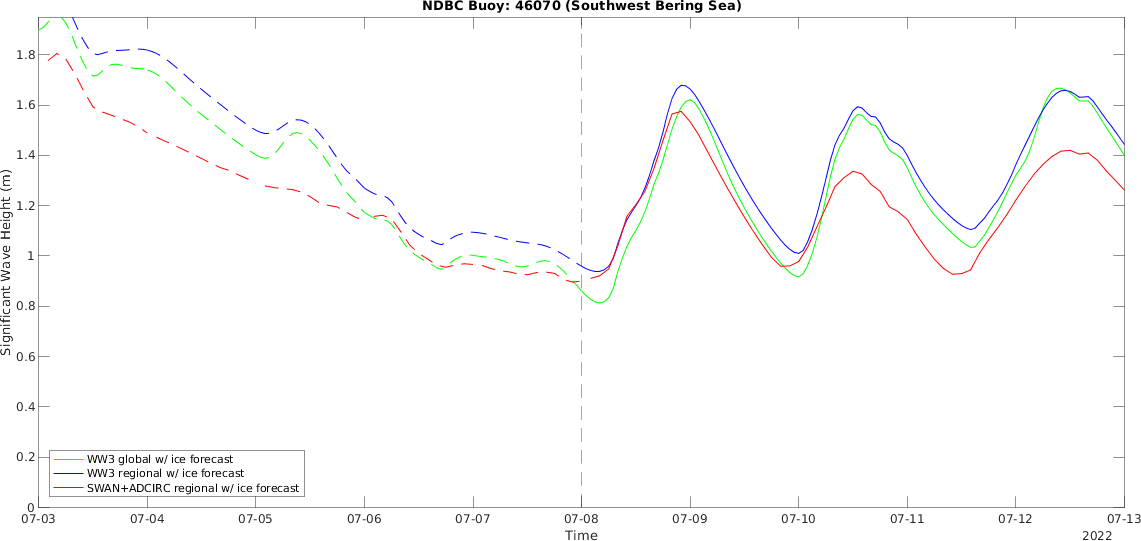 NDBC Buoy: 46070 (Southwest Bering Sea)
Significant Wave Height (m)
1.8
1.6
1.4
1.2
1
0.8
0.6
0.4
0.2
0
WW3 global w/ ice forecast
WW3 regional w/ ice forecast
SWAN+ADCIRC regional w/ ice forecast
07-03 07-04 07-05 07-06 07-07 07-08 07-09 07-10 07-11 07-12 07-13
Time
2022